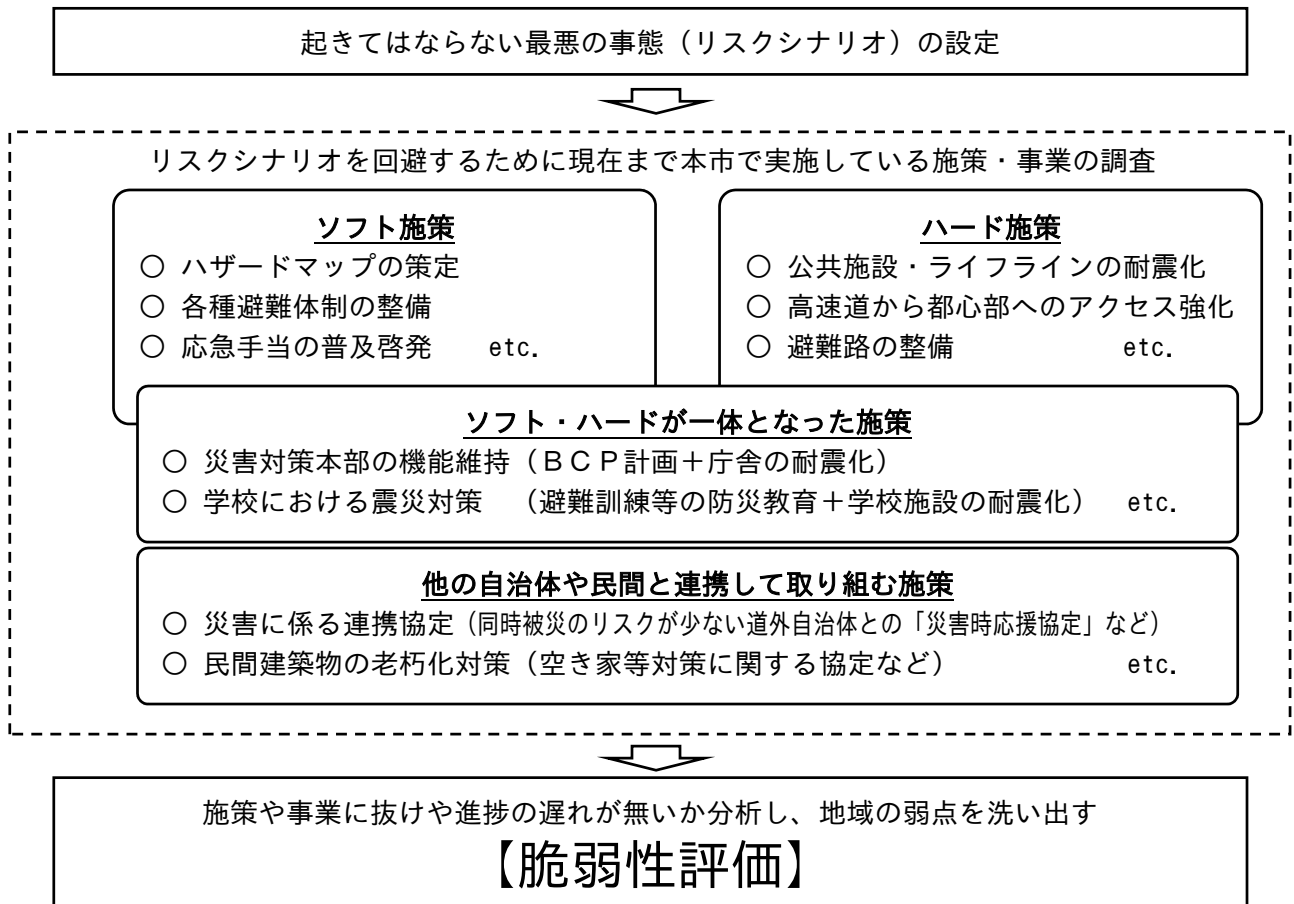 起きてはならない最悪の事態（リスクシナリオ）の設定
リスクシナリオを回避するために現在まで本市で実施している施策・事業の調査
ソフト施策
○ ハザードマップの策定
○ 各種避難体制の整備
○ 応急手当の普及啓発　　etc.
ハード施策
○ 公共施設・ライフラインの耐震化
○ 高速道から都心部へのアクセス強化
○ 避難路の整備　　etc.
ソフト・ハードが一体となった施策
○ 災害対策本部の機能維持（ＢＣＰ計画＋庁舎の耐震化）
○ 学校における震災対策　（避難訓練等の防災教育＋学校施設の耐震化）　etc.
他の自治体や民間と連携して取り組む施策
○ 災害に係る連携協定（同時被災のリスクが少ない道外自治体との「災害時応援協定」など）
○ 民間建築物の老朽化対策（空き家等対策に関する協定など）　　etc.
施策や事業に抜けや進捗の遅れが無いか分析し、地域の弱点を洗い出す
【脆弱性評価】